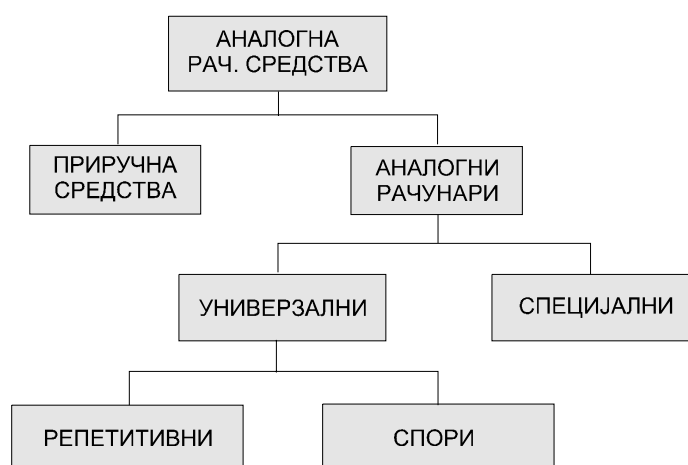 АНАЛОГНА
РАЧ. СРЕДСТВА
ПРИРУЧНА
СРЕДСТВА
АНАЛОГНИ
РАЧУНАРИ
УНИВЕРЗАЛНИ
СПЕЦИЈАЛНИ
РЕПЕТИТИВНИ
СПОРИ